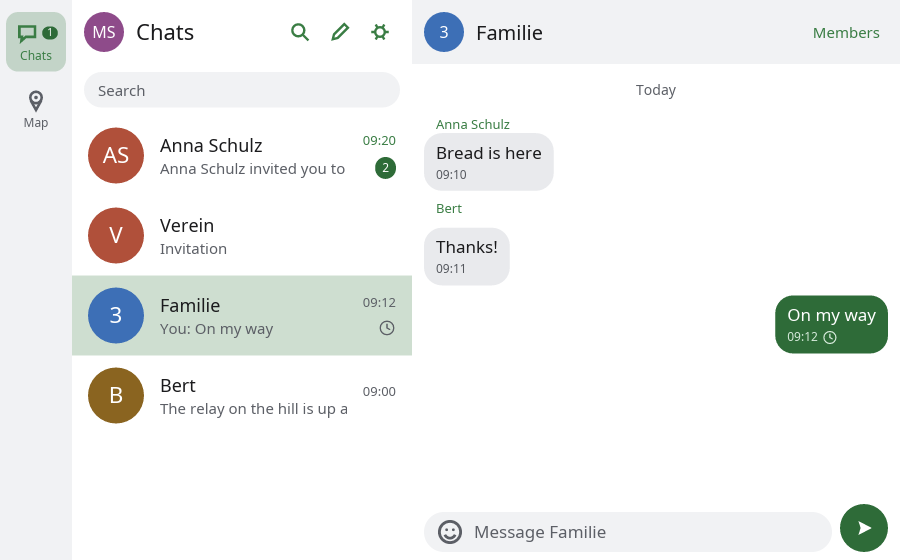 1
Chats
Map
MS
Chats
Search
AS
Anna Schulz
09:20
Anna Schulz invited you to
2
V
Verein
Invitation
3
Familie
09:12
You: On my way
B
Bert
09:00
The relay on the hill is up a
3
Familie
Members
Today
Anna Schulz
Bread is here
09:10
Bert
Thanks!
09:11
On my way
09:12
Message Familie